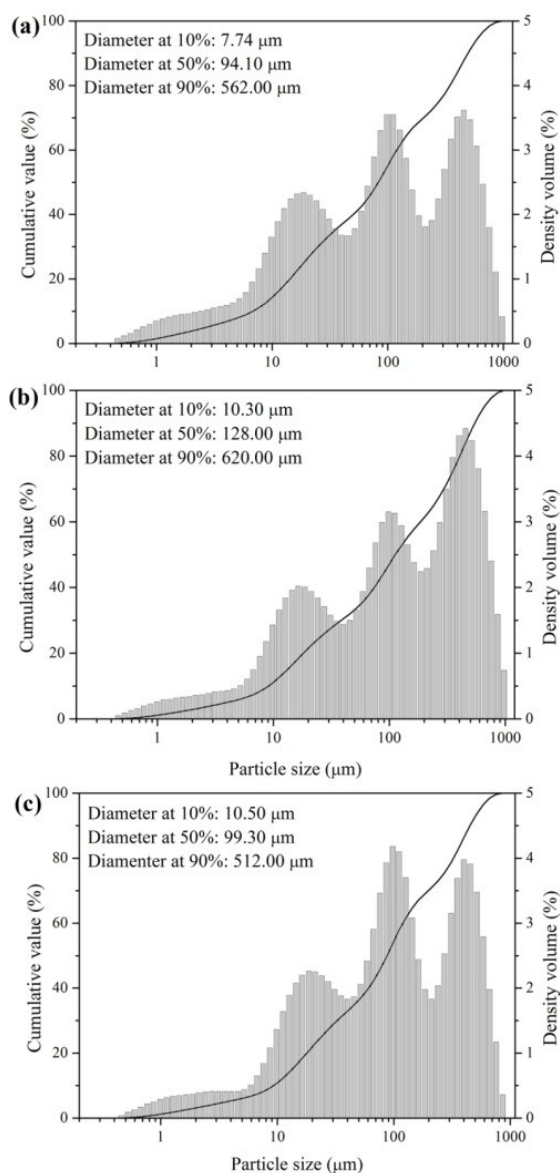 (a)
Diameter at 10%: 7.74 μm
Diameter at 50%: 94.10 μm
Diameter at 90%: 562.00 μm
Cumulative value (%)
Density volume (%)
100
80
60
40
20
0
5
4
3
2
1
0
1 10 100 1000
(b)
Diameter at 10%: 10.30 μm
Diameter at 50%: 128.00 μm
Diameter at 90%: 620.00 μm
Cumulative value (%)
Density volume (%)
100
80
60
40
20
0
5
4
3
2
1
0
1 10 100 1000
Particle size (μm)
(c)
Diameter at 10%: 10.50 μm
Diameter at 50%: 99.30 μm
Diamenter at 90%: 512.00 μm
Cumulative value (%)
Density volume (%)
100
80
60
40
20
0
5
4
3
2
1
0
1 10 100 1000
Particle size (μm)